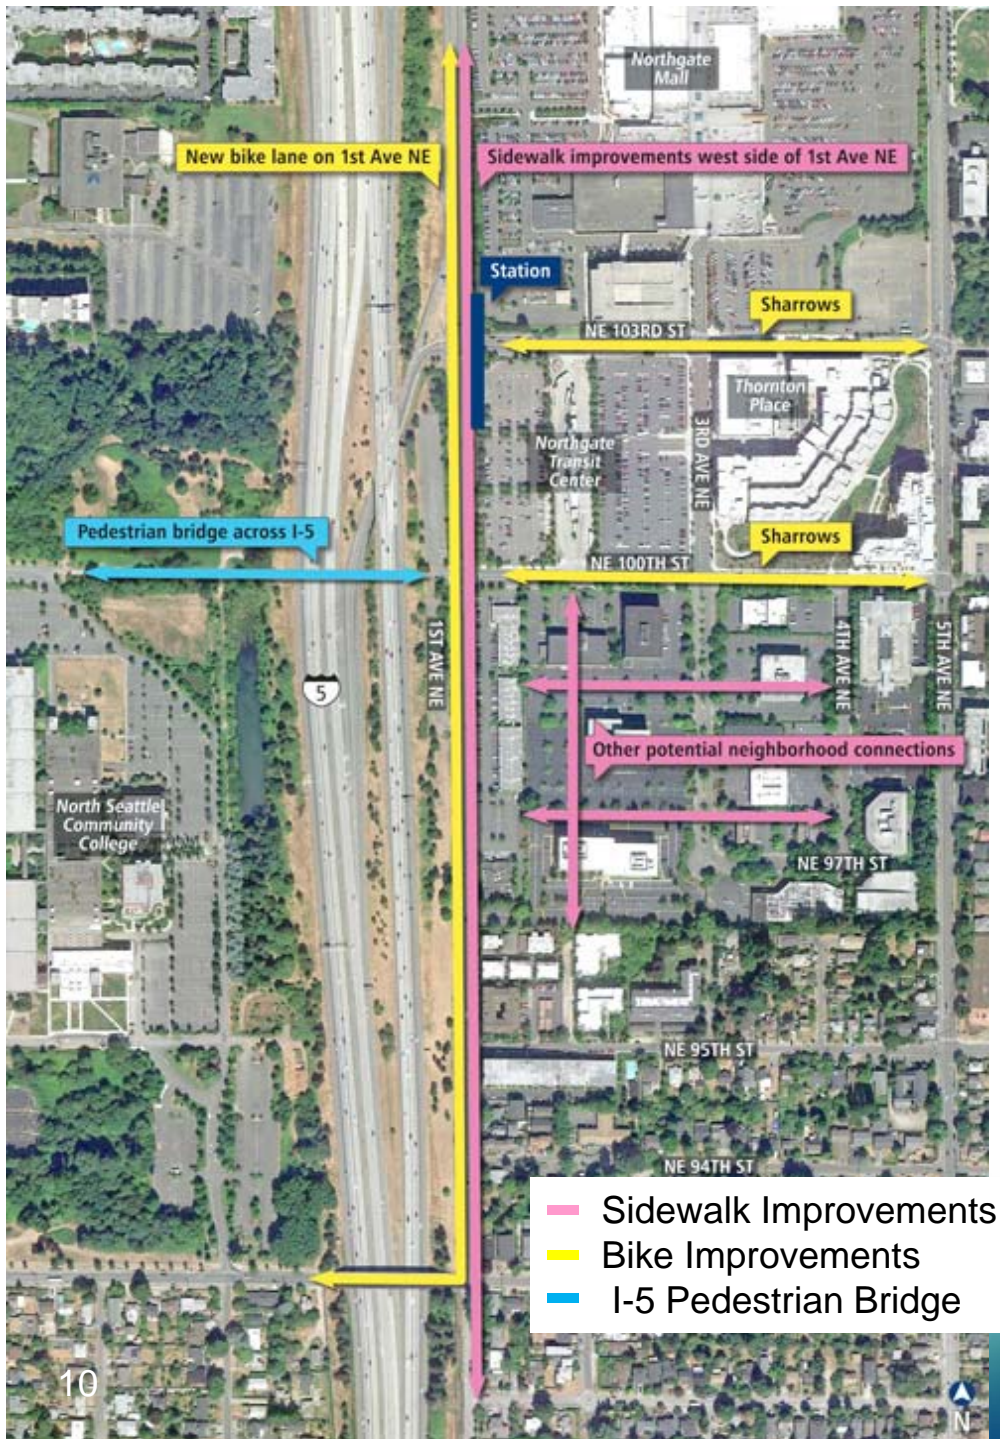 Northgate
Mall
New bike lane on 1st Ave NE
Sidewalk improvements west side of 1st Ave NE
Station
Sharrows
NE 103RD ST
Thornton
Place
3RD AVE NE
Northgate
Transit
Center
Pedestrian bridge across I-5
Sharrows
NE 100TH ST
1ST AVE NE
4TH AVE NE
5TH AVE NE
5
Other potential neighborhood connections
North Seattle
Community
College
NE 97TH ST
NE 95TH ST
NE 94TH ST
Sidewalk Improvements
Bike Improvements
I-5 Pedestrian Bridge
10
N